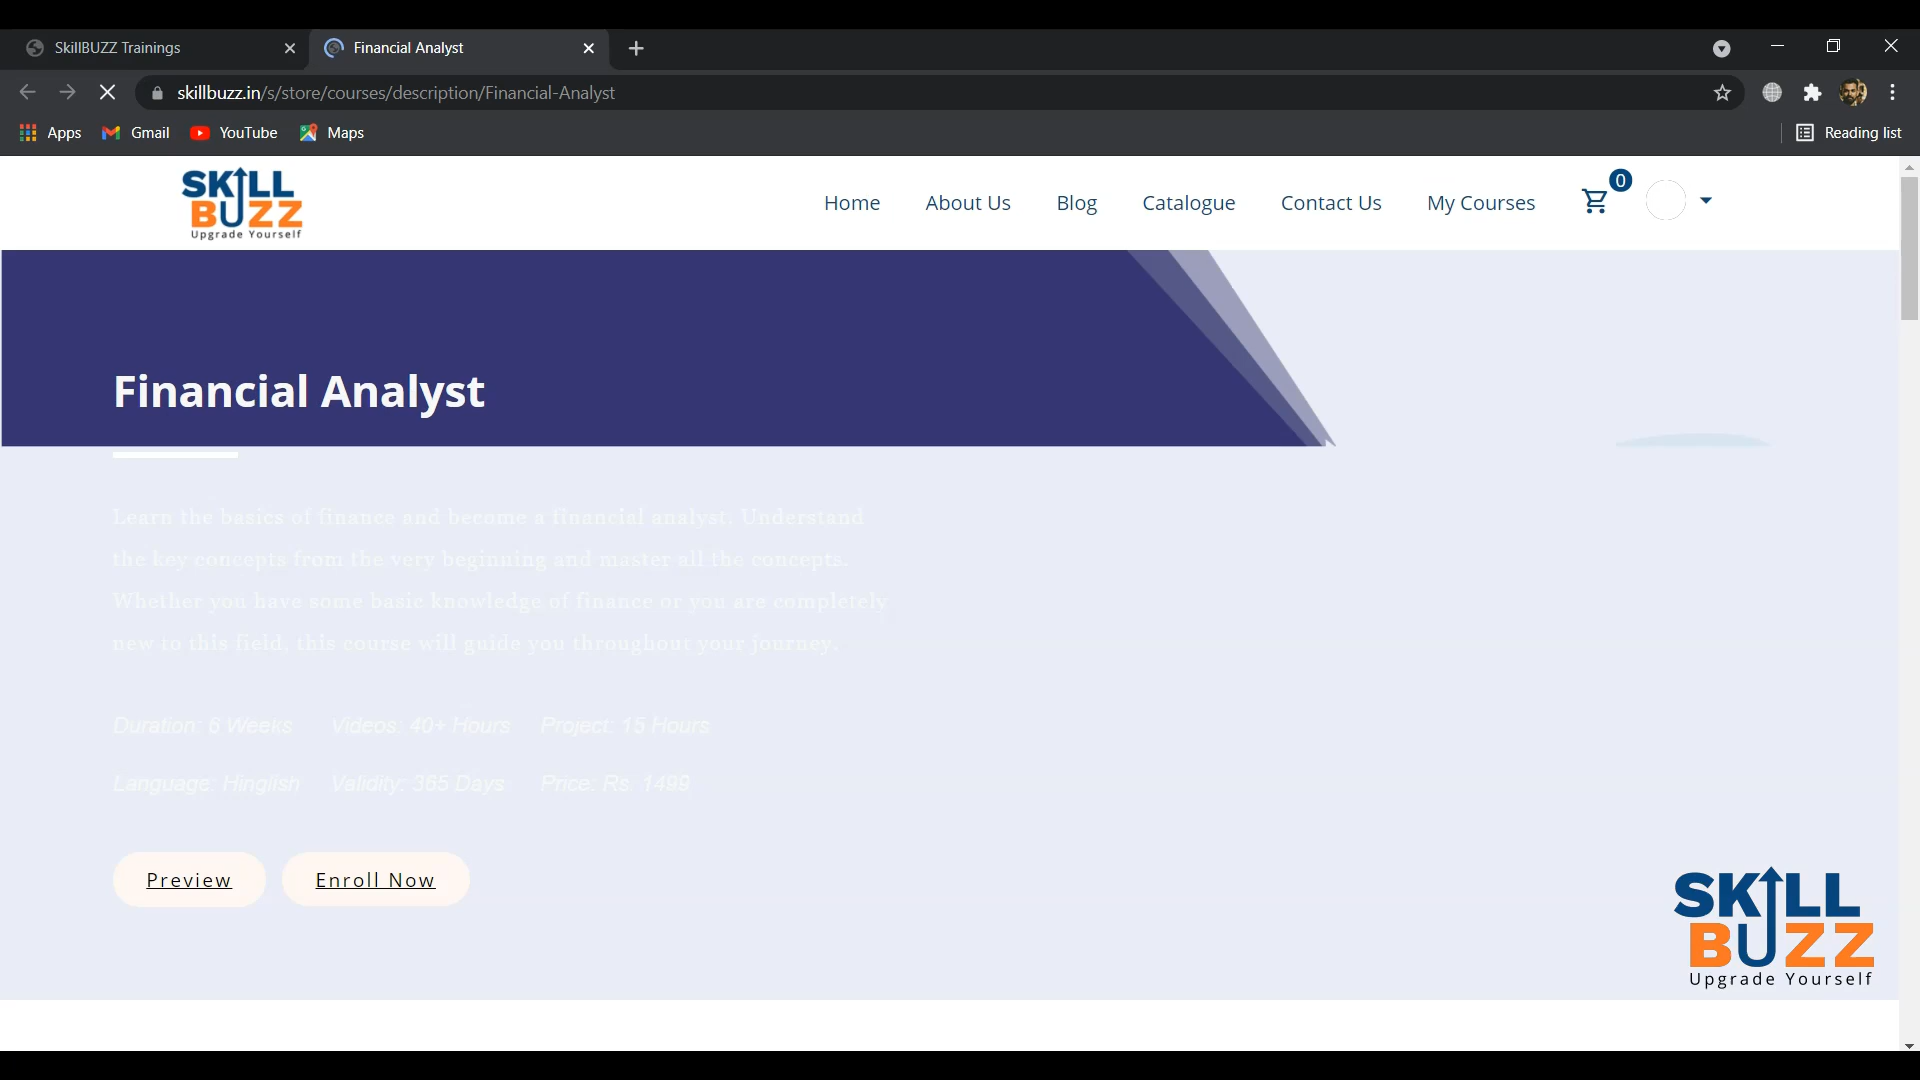 SkillBUZZ Trainings
Financial Analyst
skillbuzz.in/s/store/courses/description/Financial-Analyst
Apps Gmail YouTube Maps Reading list
SKILL
BUZZ
Upgrade Yourself
Home About Us Blog Catalogue Contact Us My Courses 0
Financial Analyst
Learn the basics of finance and become a financial analyst. Understand
the key concepts from the very beginning and master all the concepts.
Whether you have some basic knowledge of finance or you are completely
new to this field, this course will guide you throughout your journey.
Duration: 6 Weeks Videos: 40+ Hours Project: 15 Hours
Language: Hinglish Validity: 365 Days Price: Rs. 1499
Preview Enroll Now
SKILL
BUZZ
Upgrade Yourself